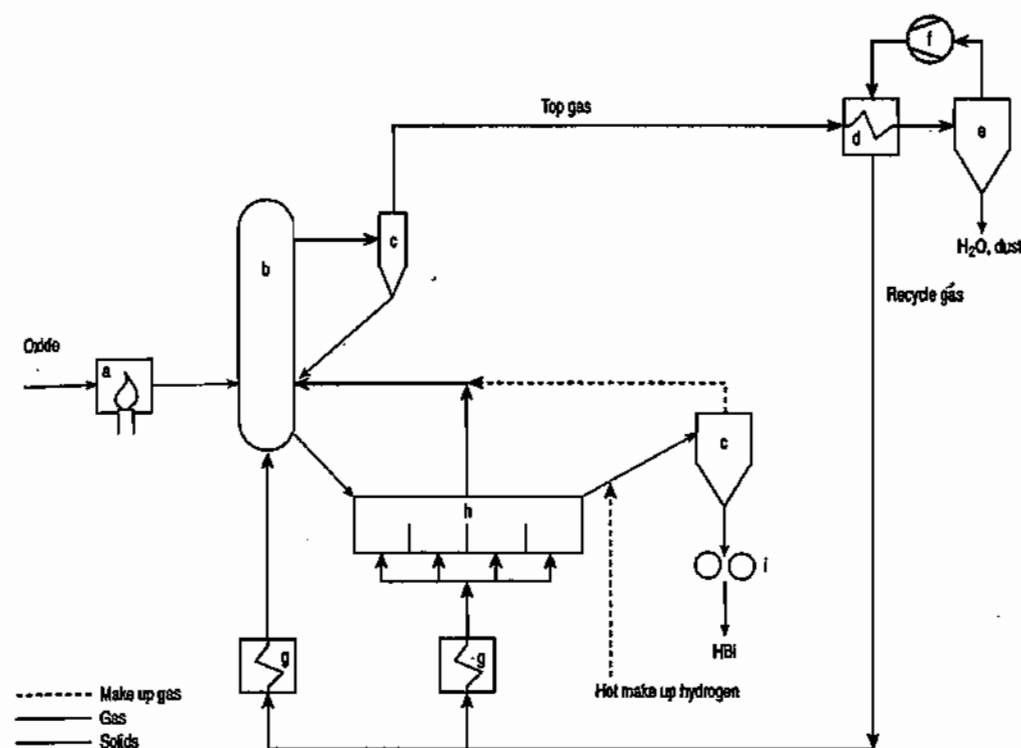 f
Top gas
d
e
c
b
H₂O, dust
Recycle gas
Oxide
a
c
h
i
g
g
HBi
Hot make up hydrogen
Make up gas
Gas
Solids